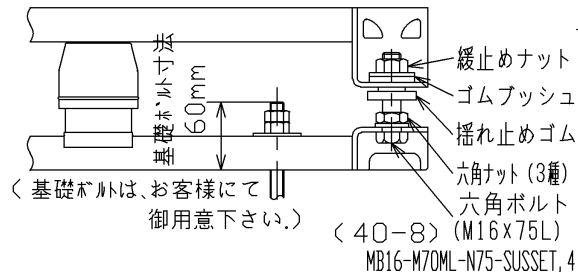 緩止めナット
ゴムブッシュ
揺れ止めゴム
六角ナット(3種)
六角ボルト
(M16X75L)
(40-8)
MB16-M70ML-N75-SUSSET,4
基礎ボルト寸法
60mm
(基礎ボルトは、お客様にて
御用意下さい.)